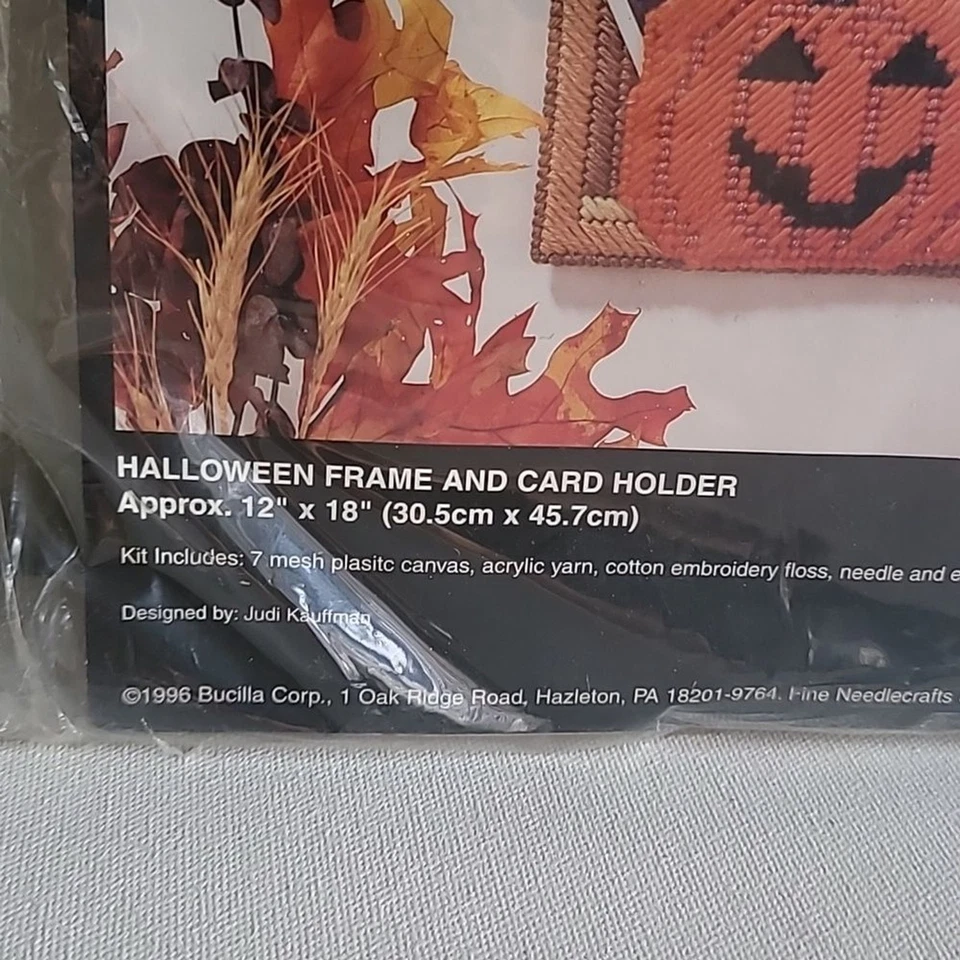 HALLOWEEN FRAME AND CARD HOLDER
Approx. 12" x 18" (30.5cm x 45.7cm)
Kit Includes: 7 mesh plasitc canvas, acrylic yarn, cotton embroidery floss, needle and e
Designed by: Judi Kauffman
©1996 Bucilla Corp., 1 Oak Ridge Road, Hazleton, PA 18201-9764. Fine Needlecrafts